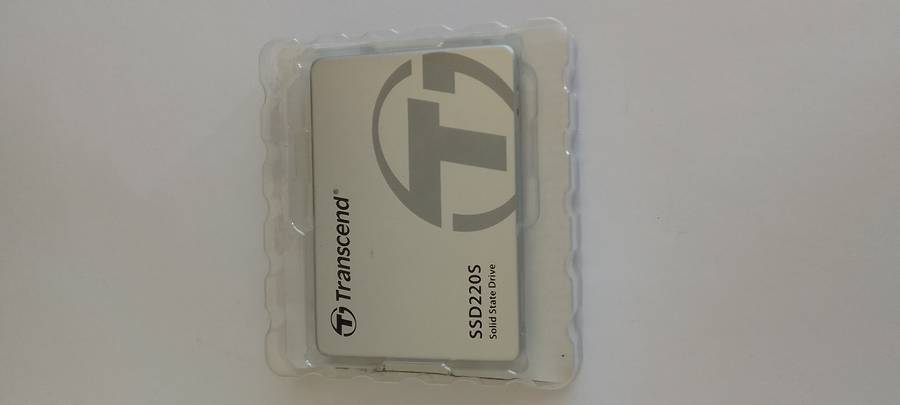 Transcend®
SSD220S
Solid State Drive